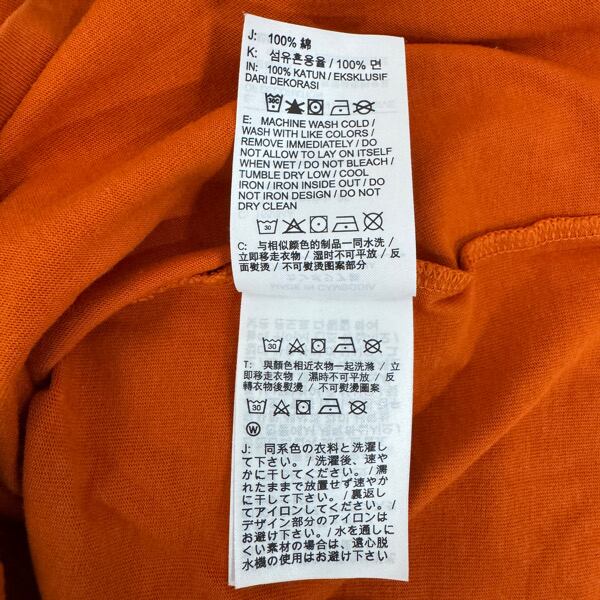 J: 100% 綿
K: 섬유혼용율 / 100% 면
IN: 100% KATUN / EKSKLUSIF
DARI DEKORASI
E: MACHINE WASH COLD /
WASH WITH LIKE COLORS /
REMOVE IMMEDIATELY / DO
NOT ALLOW TO LAY ON ITSELF
WHEN WET / DO NOT BLEACH /
TUMBLE DRY LOW / COOL
IRON / IRON INSIDE OUT / DO
NOT IRON DESIGN / DO NOT
DRY CLEAN
30
C: 与相似颜色的制品一同水洗 /
立即移走衣物 / 湿时不可平放 / 反
面熨烫 / 不可熨烫图案部分
MADE IN CAMBODIA
30
T: 與顏色相近衣物一起洗滌 / 立
即移走衣物 / 濕時不可平放 / 反
轉衣物後熨燙 / 不可熨燙圖案
30
W
J: 同系色の衣料と洗濯し
て下さい。/ 洗濯後、速や
かに干してください。/ 濡
れたままで放置せず速やか
に干して下さい。/ 裏返し
てアイロンしてください。/
デザイン部分のアイロンは
お避け下さい。/ 水を通しに
くい素材の場合は、遠心脱
水機の使用はお避け下さい